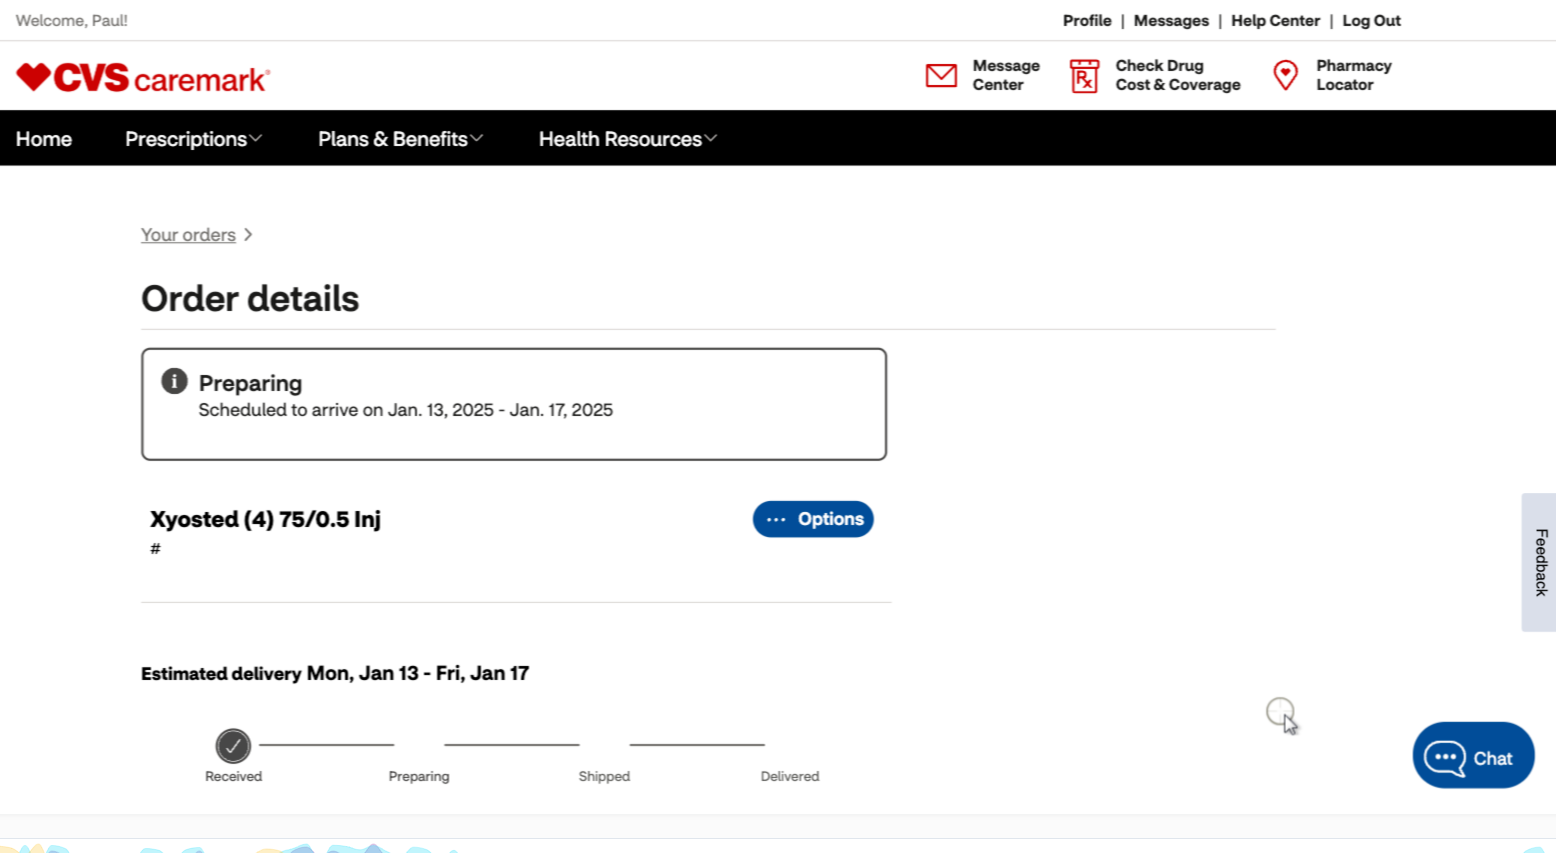 Welcome, Paul!
Profile | Messages | Help Center | Log Out
CVS caremark®
Message Center
Check Drug Cost & Coverage
Pharmacy Locator
Home
Prescriptions
Plans & Benefits
Health Resources
Your orders >
Order details
Preparing
Scheduled to arrive on Jan. 13, 2025 - Jan. 17, 2025
Xyosted (4) 75/0.5 Inj
... Options
#
Feedback
Estimated delivery Mon, Jan 13 - Fri, Jan 17
Received
Preparing
Shipped
Delivered
Chat